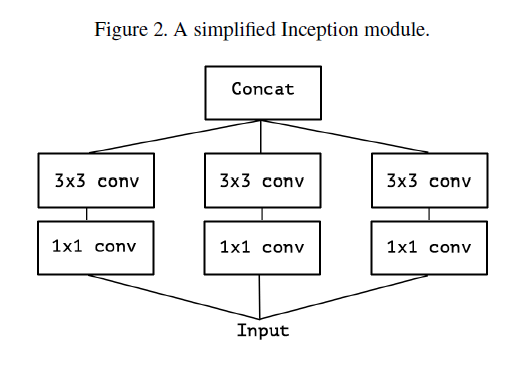 Figure 2. A simplified Inception module.
Concat
3x3 conv 3x3 conv 3x3 conv
1x1 conv 1x1 conv 1x1 conv
Input